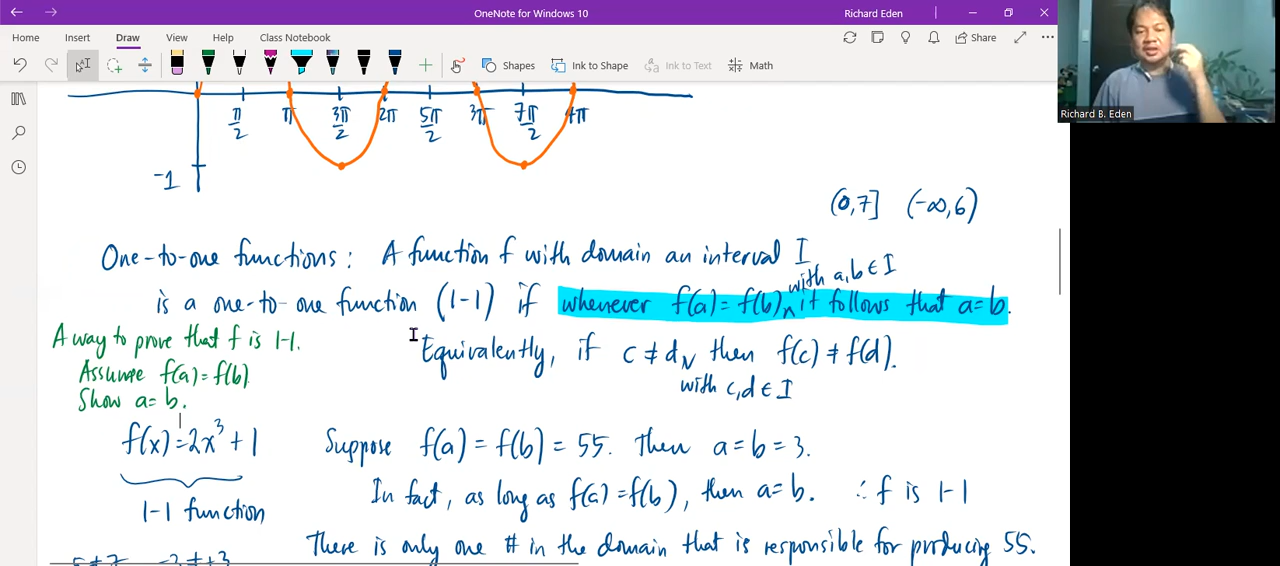 OneNote for Windows 10
Richard Eden
Home Insert Draw View Help Class Notebook
Share
Shapes Ink to Shape Ink to Text Math
Richard B. Eden
π/2 π 3π/2 2π 5π/2 3π 7π/2 4π
-1
(0,7] (-∞,6)
One-to-one functions: A function f with domain an interval I
with a,b ∈ I
is a one-to-one function (1-1) if whenever f(a)=f(b)^ it follows that a=b.
A way to prove that f is 1-1.
Equivalently, if c ≠ d, then f(c) ≠ f(d).
Assume f(a)=f(b).
with c,d ∈ I
Show a=b.
f(x)=2x³+1 Suppose f(a)=f(b)=55. Then a=b=3.
In fact, as long as f(a)=f(b), then a=b. ∴ f is 1-1
1-1 function
There is only one # in the domain that is responsible for producing 55.